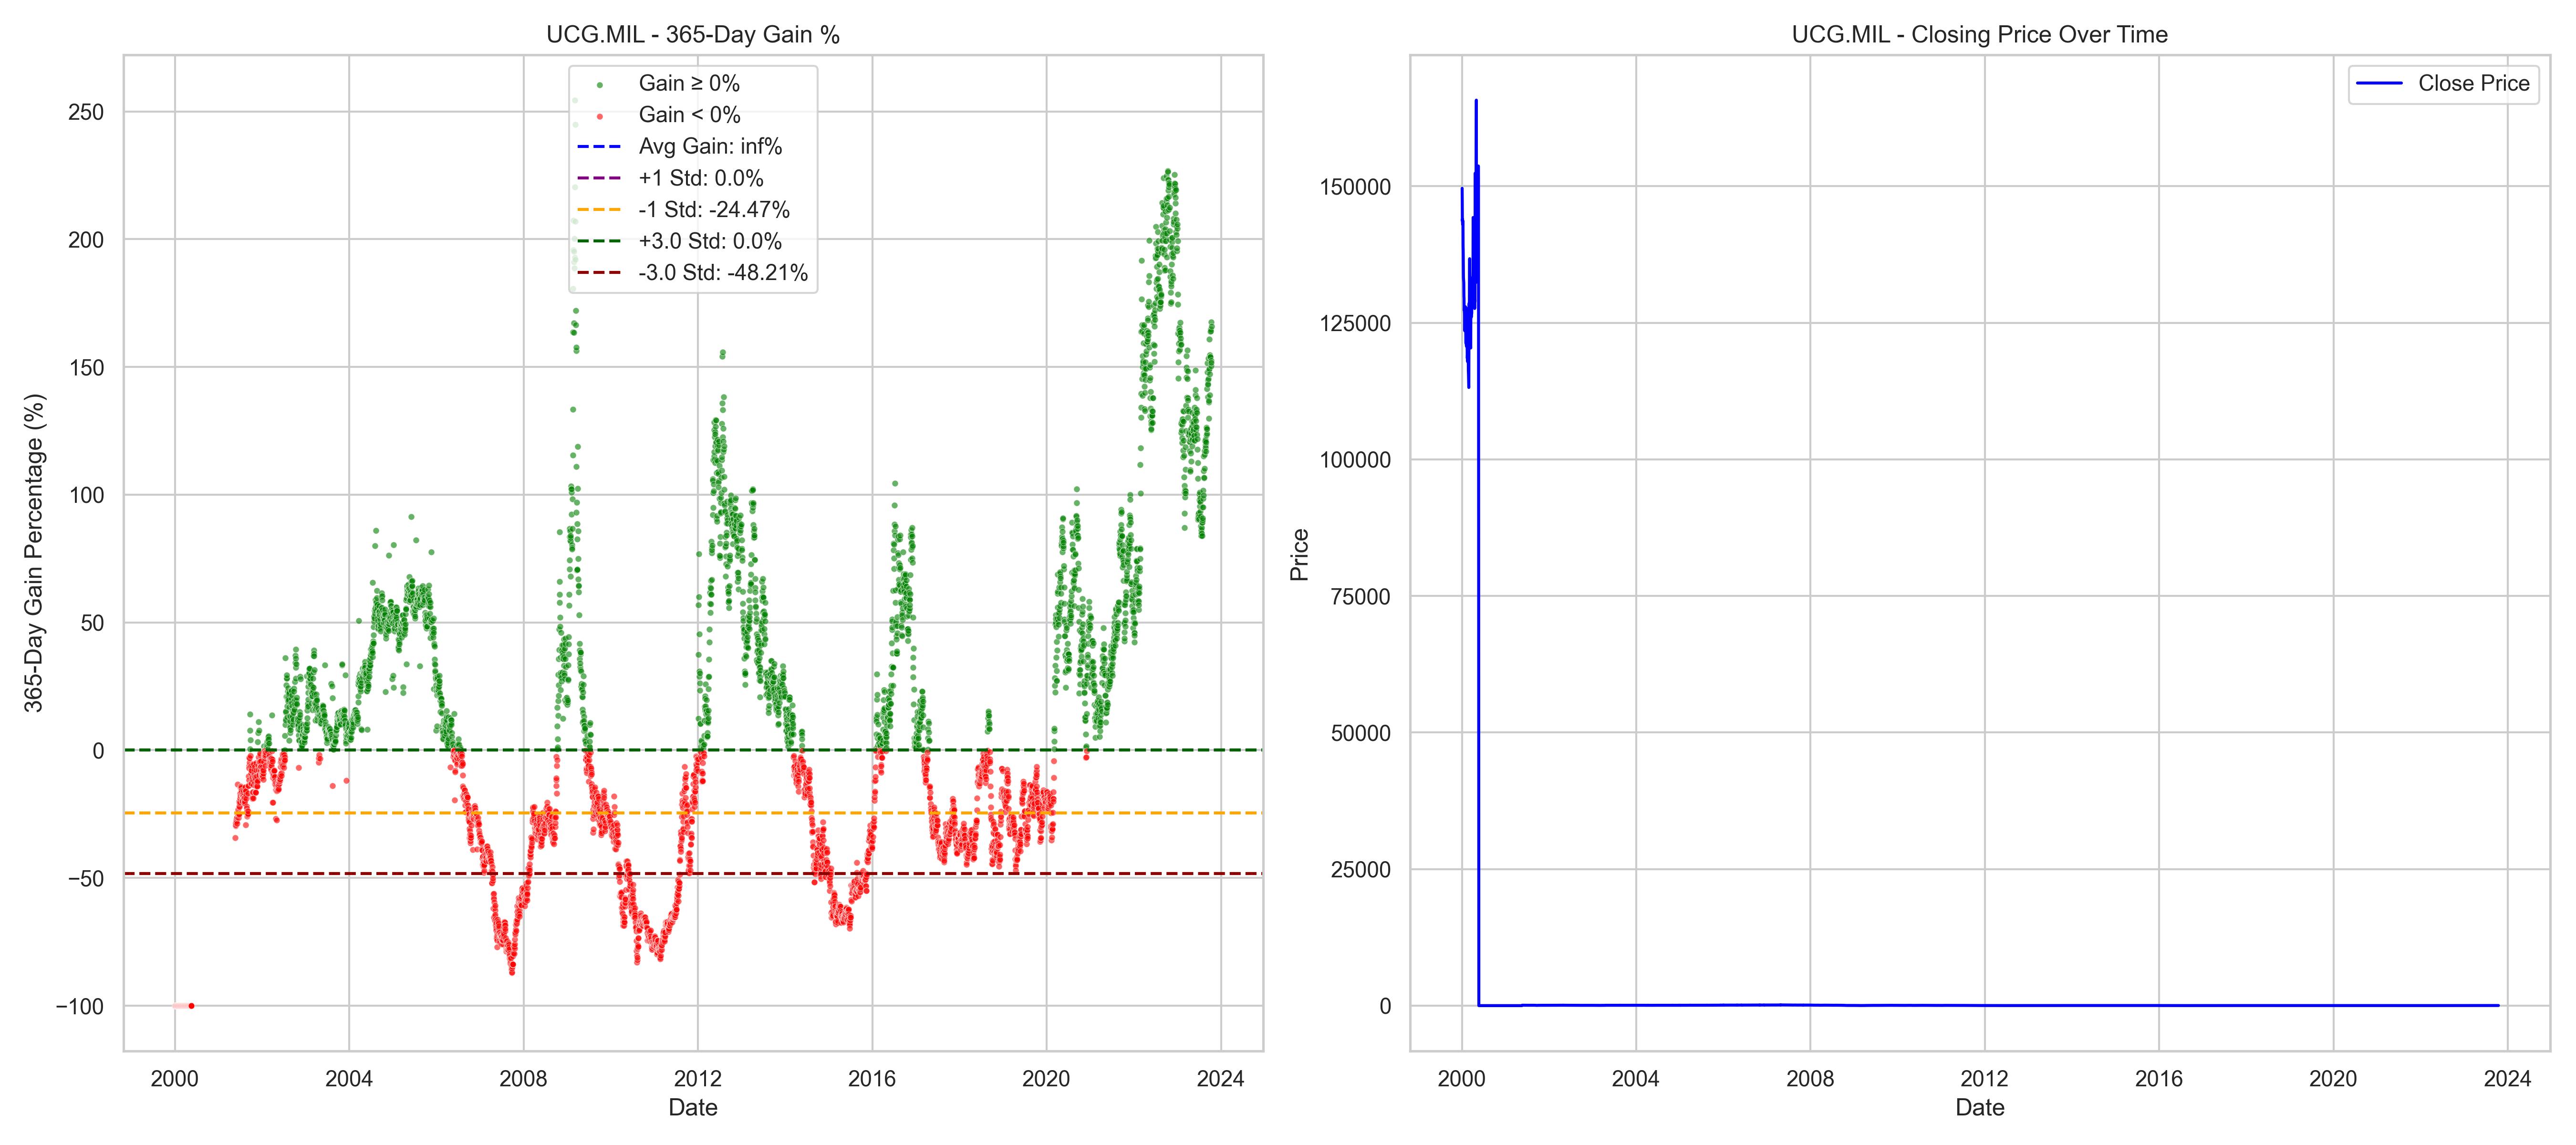 UCG.MIL - 365-Day Gain %
Gain ≥ 0%
Gain < 0%
Avg Gain: inf%
+1 Std: 0.0%
-1 Std: -24.47%
+3.0 Std: 0.0%
-3.0 Std: -48.21%
365-Day Gain Percentage (%)
250
200
150
100
50
0
−50
−100
2000
2004
2008
2012
2016
2020
2024
Date
UCG.MIL - Closing Price Over Time
Close Price
Price
150000
125000
100000
75000
50000
25000
0
2000
2004
2008
2012
2016
2020
2024
Date